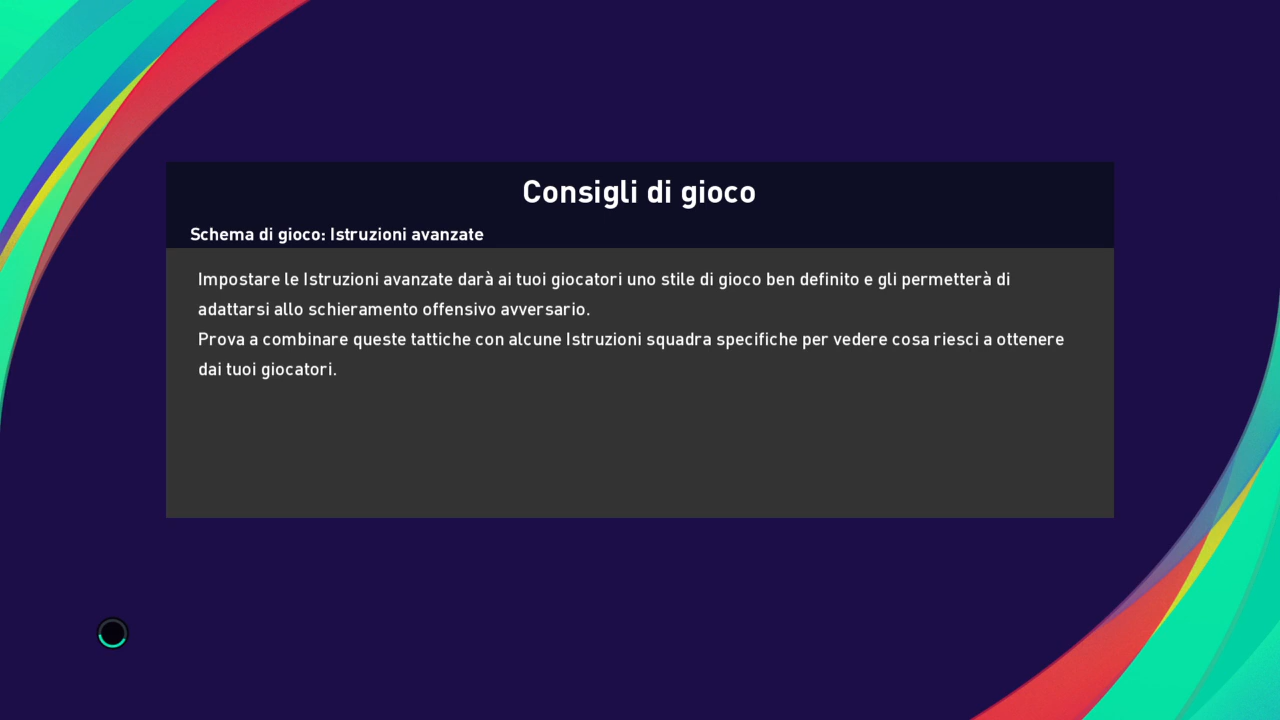 Consigli di gioco
Schema di gioco: Istruzioni avanzate
Impostare le Istruzioni avanzate darà ai tuoi giocatori uno stile di gioco ben definito e gli permetterà di
adattarsi allo schieramento offensivo avversario.
Prova a combinare queste tattiche con alcune Istruzioni squadra specifiche per vedere cosa riesci a ottenere
dai tuoi giocatori.